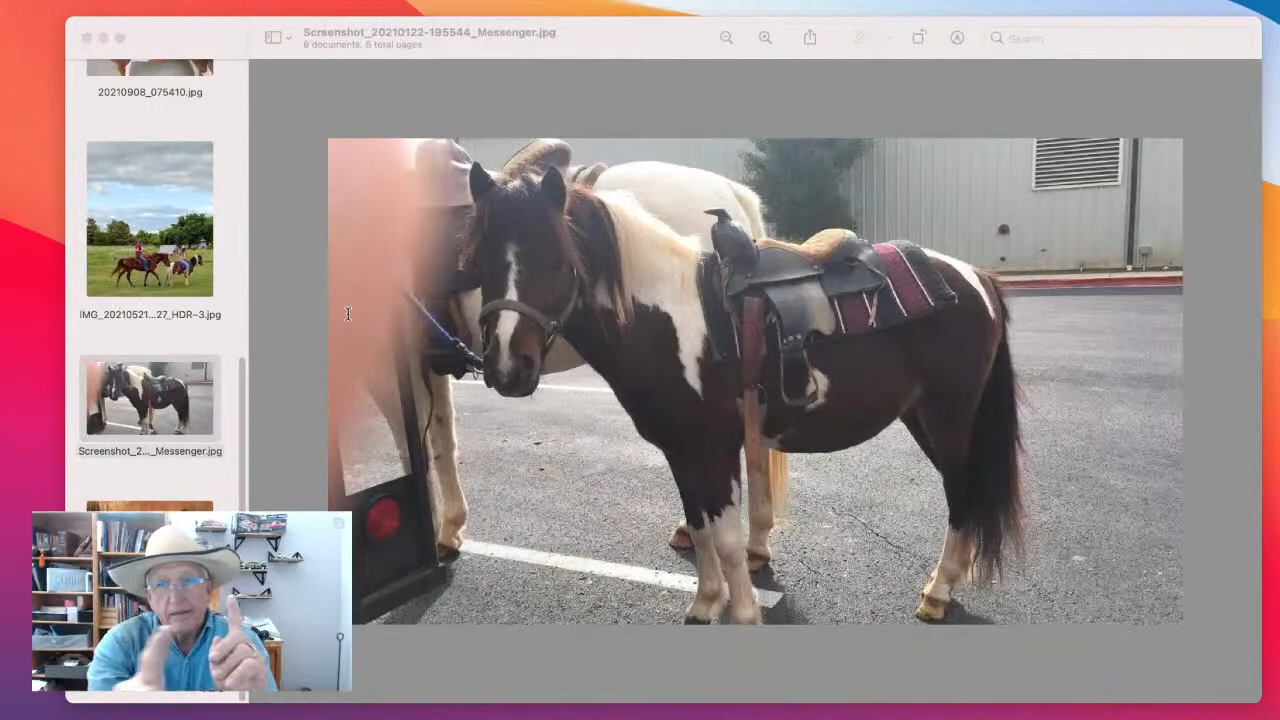 Screenshot_20210122-195544_Messenger.jpg
6 documents, 6 total pages
Search
20210908_075410.jpg
IMG_20210521...27_HDR~3.jpg
Screenshot_2..._Messenger.jpg